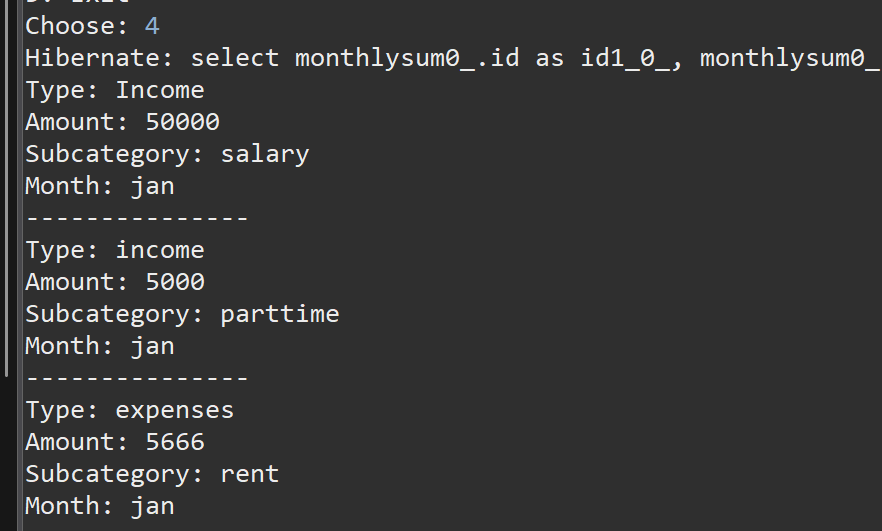 Choose: 4
Hibernate: select monthlysum0_.id as id1_0_, monthlysum0_
Type: Income
Amount: 50000
Subcategory: salary
Month: jan
---------------
Type: income
Amount: 5000
Subcategory: parttime
Month: jan
---------------
Type: expenses
Amount: 5666
Subcategory: rent
Month: jan